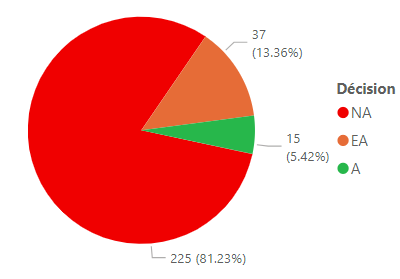 37
(13.36%)
Décision
NA
EA
15
(5.42%)
A
225 (81.23%)